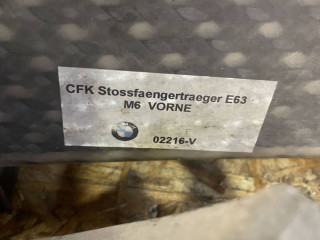 CFK Stossfaengertraeger E63
M6 VORNE
02216-V